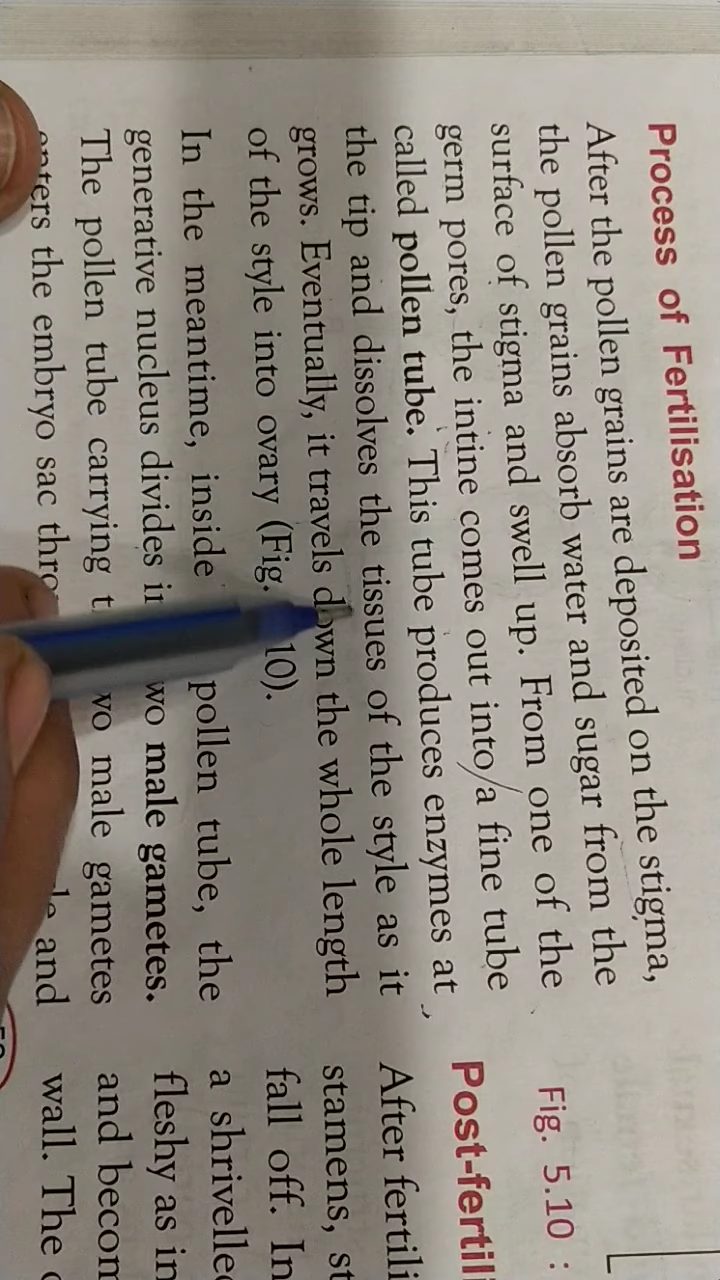 Process of Fertilisation
After the pollen grains are deposited on the stigma,
the pollen grains absorb water and sugar from the
surface of stigma and swell up. From one of the
germ pores, the intine comes out into a fine tube
called pollen tube. This tube produces enzymes at
the tip and dissolves the tissues of the style as it
grows. Eventually, it travels down the whole length
of the style into ovary (Fig. 10).
In the meantime, inside pollen tube, the
generative nucleus divides male gametes.
The pollen tube carrying male gametes
the embryo sac and
Fig. 5.10 :
Post-fertil
After fertili
stamens, st
fall off. In
a shrivelled
fleshy as in
and becom
wall. The